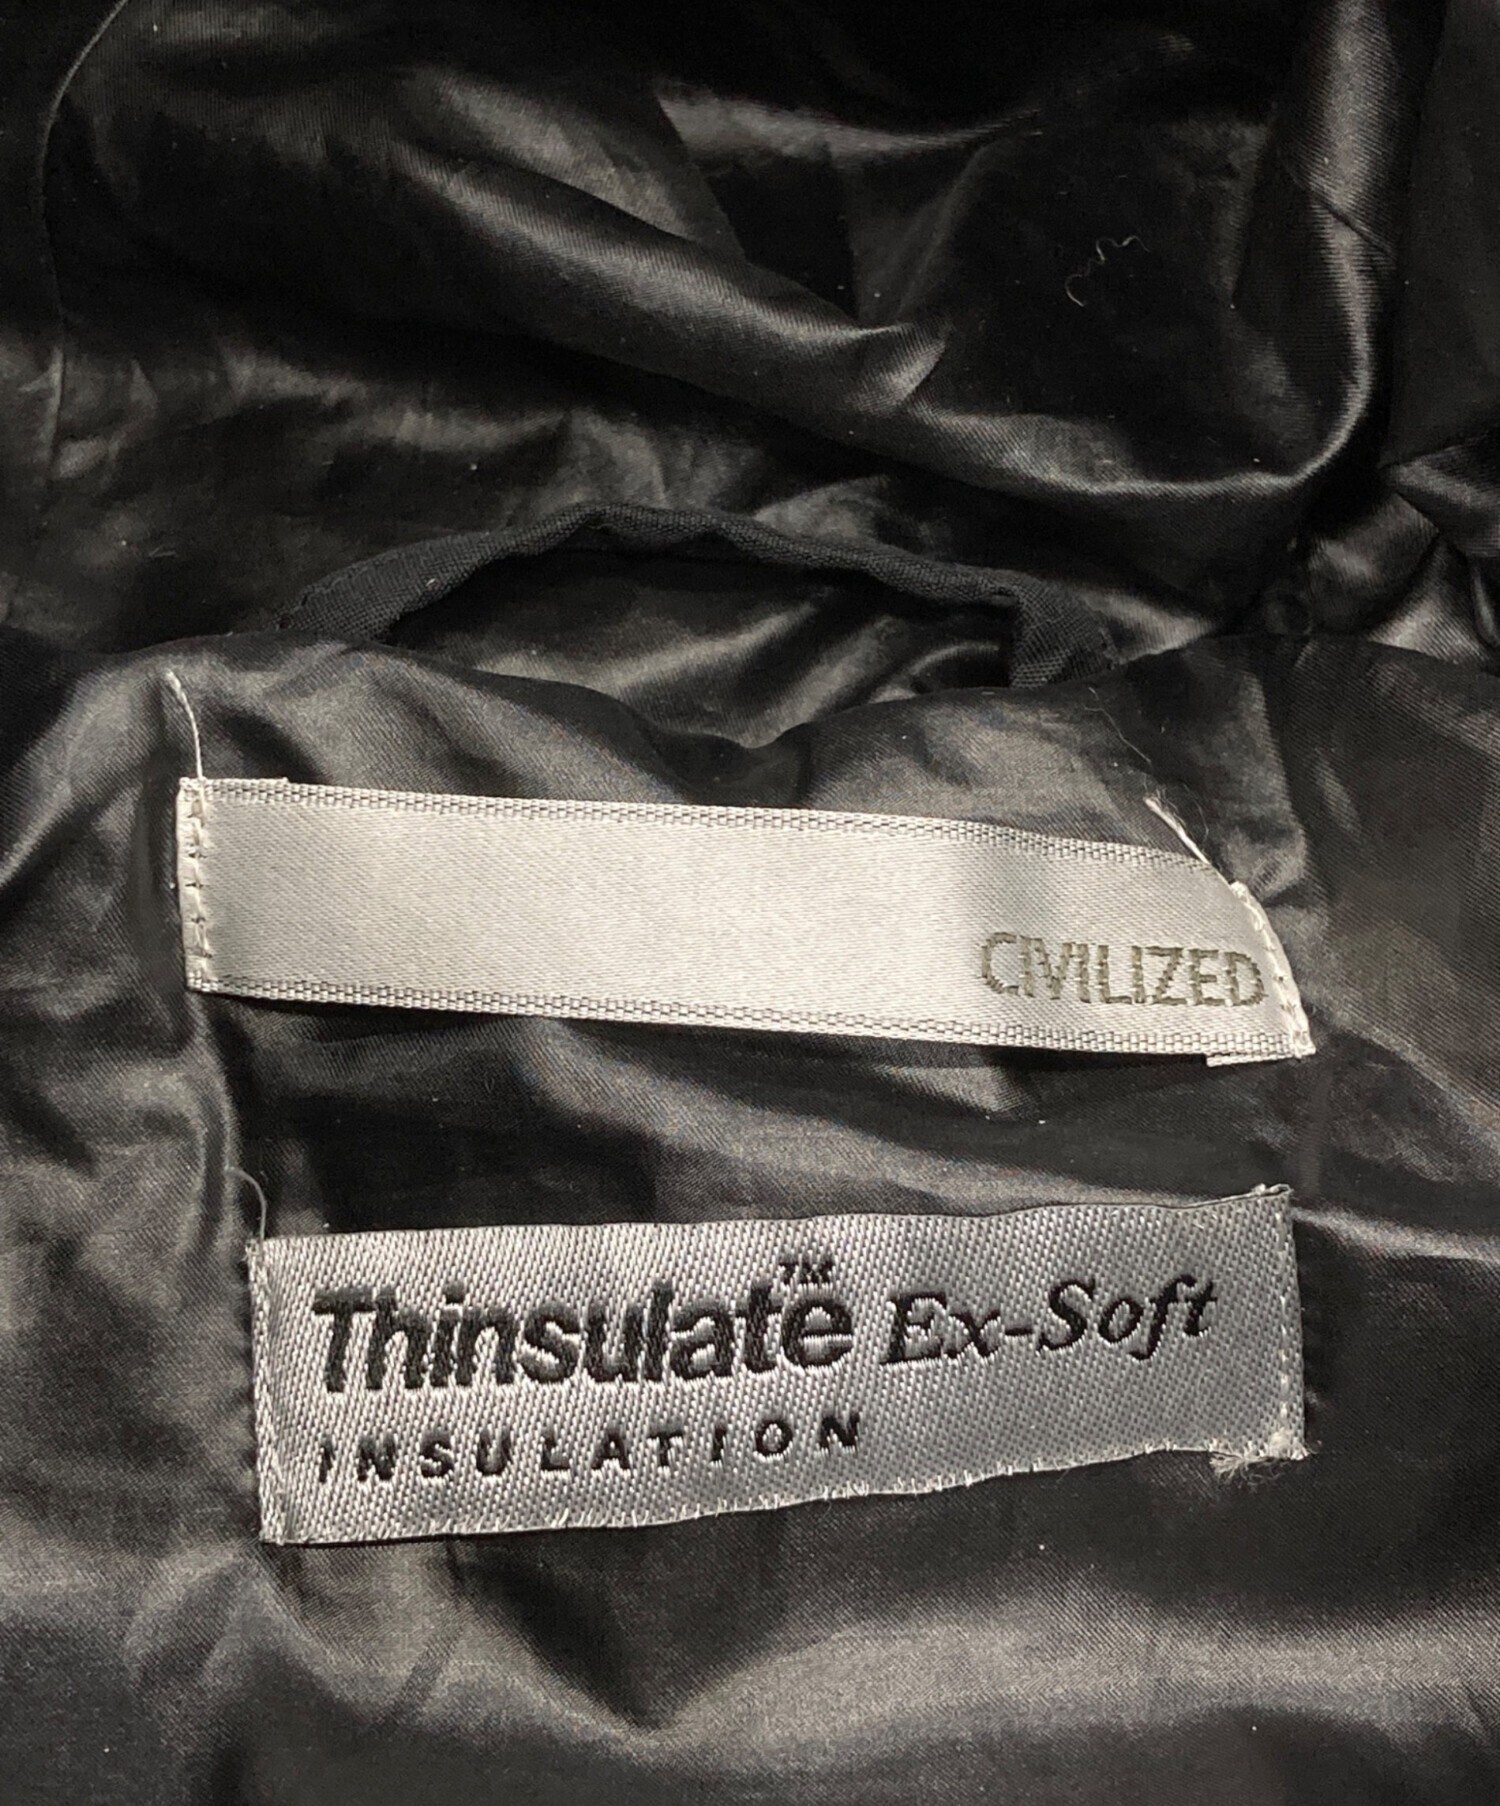 CIVILIZED
Thinsulate™ Ex-Soft
INSULATION